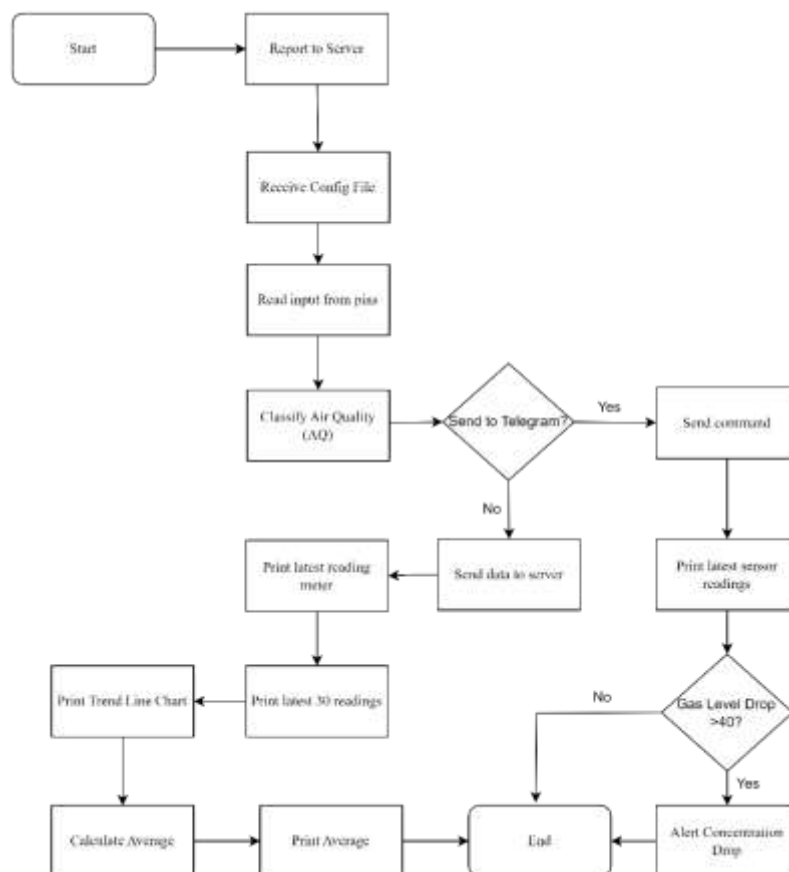 Start
Report to Server
Receive Config File
Read input from pins
Classify Air Quality
(AQ)
Send to Telegram?
Yes
Send command
No
Print latest reading
meter
Send data to server
Print latest sensor
readings
Print Trend Line Chart
Print latest 30 readings
No
Gas Level Drop
>40?
Yes
Calculate Average
Print Average
End
Alert Concentration
Drop